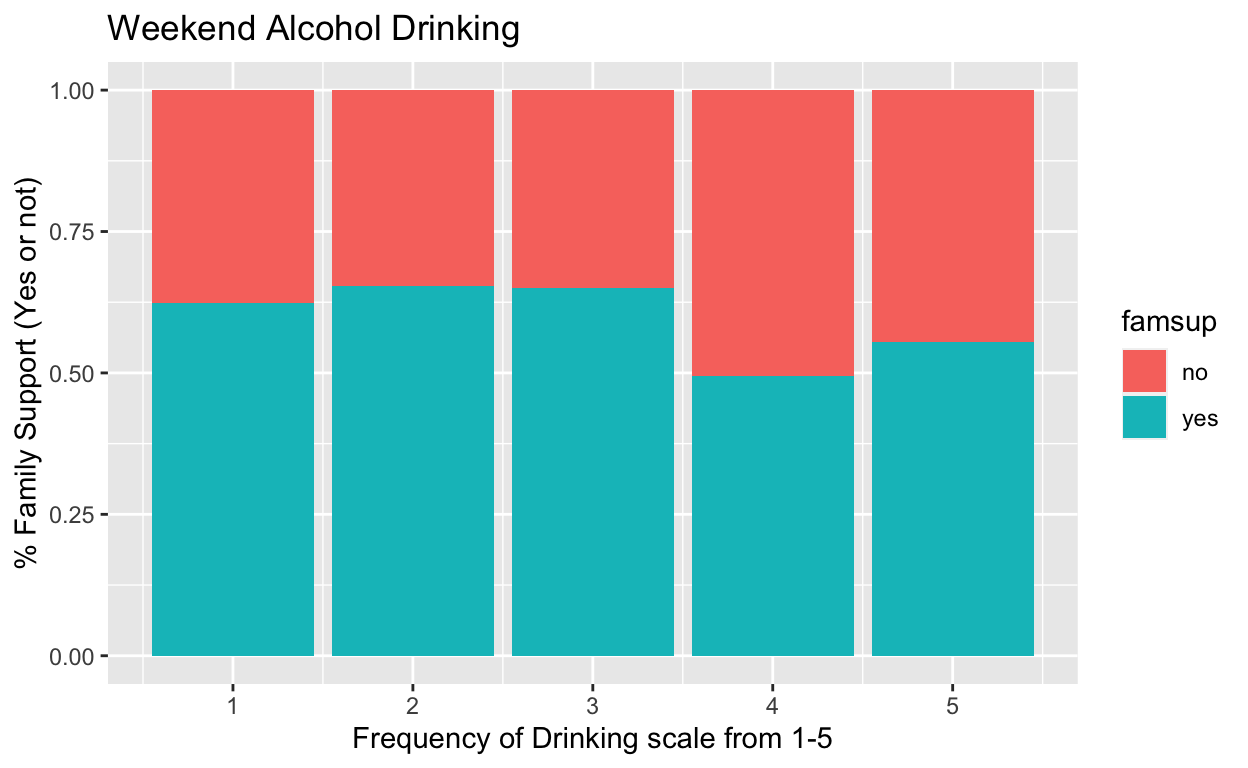 Weekend Alcohol Drinking
% Family Support (Yes or not)
1.00
0.75
0.50
0.25
0.00
1 2 3 4 5
Frequency of Drinking scale from 1-5
famsup
no
yes